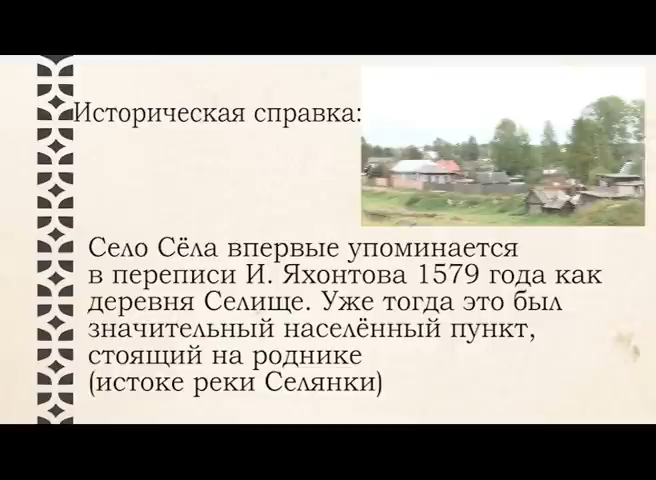 Историческая справка:
Село Сёла впервые упоминается
в переписи И. Яхонтова 1579 года как
деревня Селище. Уже тогда это был
значительный населённый пункт,
стоящий на роднике
(истоке реки Селянки)